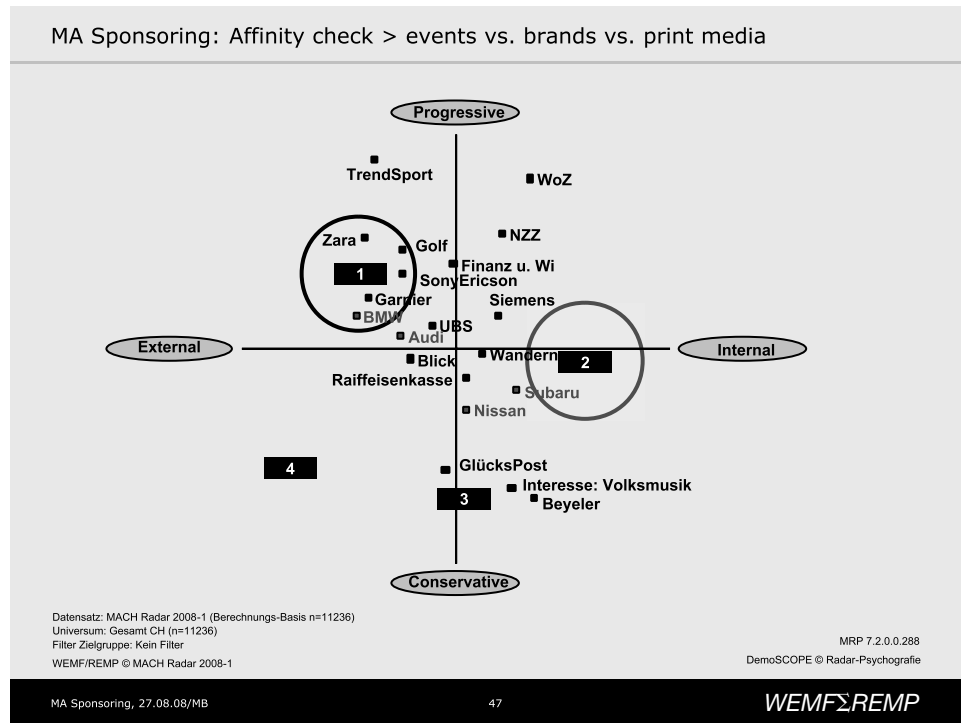 MA Sponsoring: Affinity check > events vs. brands vs. print media
Progressive
TrendSport
WoZ
Zara
Golf
NZZ
Finanz u. Wi
1
SonyEricson
Garnier
Siemens
BMW
UBS
Audi
External
Internal
Blick
Wandern
2
Raiffeisenkasse
Subaru
Nissan
4
GlücksPost
Interesse: Volksmusik
3
Beyeler
Conservative
Datensatz: MACH Radar 2008-1 (Berechnungs-Basis n=11236)
Universum: Gesamt CH (n=11236)
Filter Zielgruppe: Kein Filter
WEMF/REMP © MACH Radar 2008-1
MRP 7.2.0.0.288
DemoSCOPE © Radar-Psychografie
MA Sponsoring, 27.08.08/MB
47
WEMFΣREMP